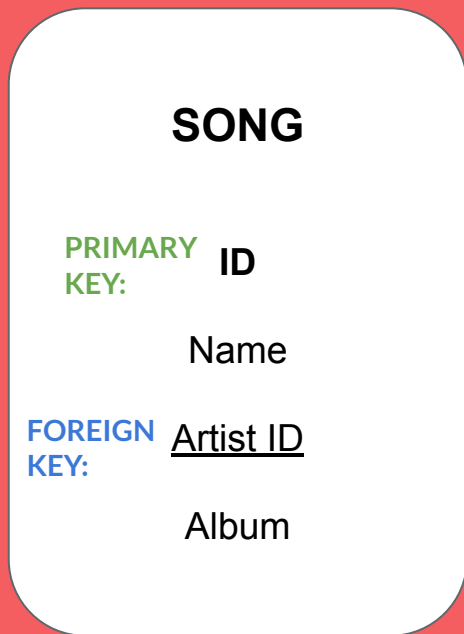 SONG
PRIMARY
KEY:
ID
Name
FOREIGN
KEY:
Artist ID
Album